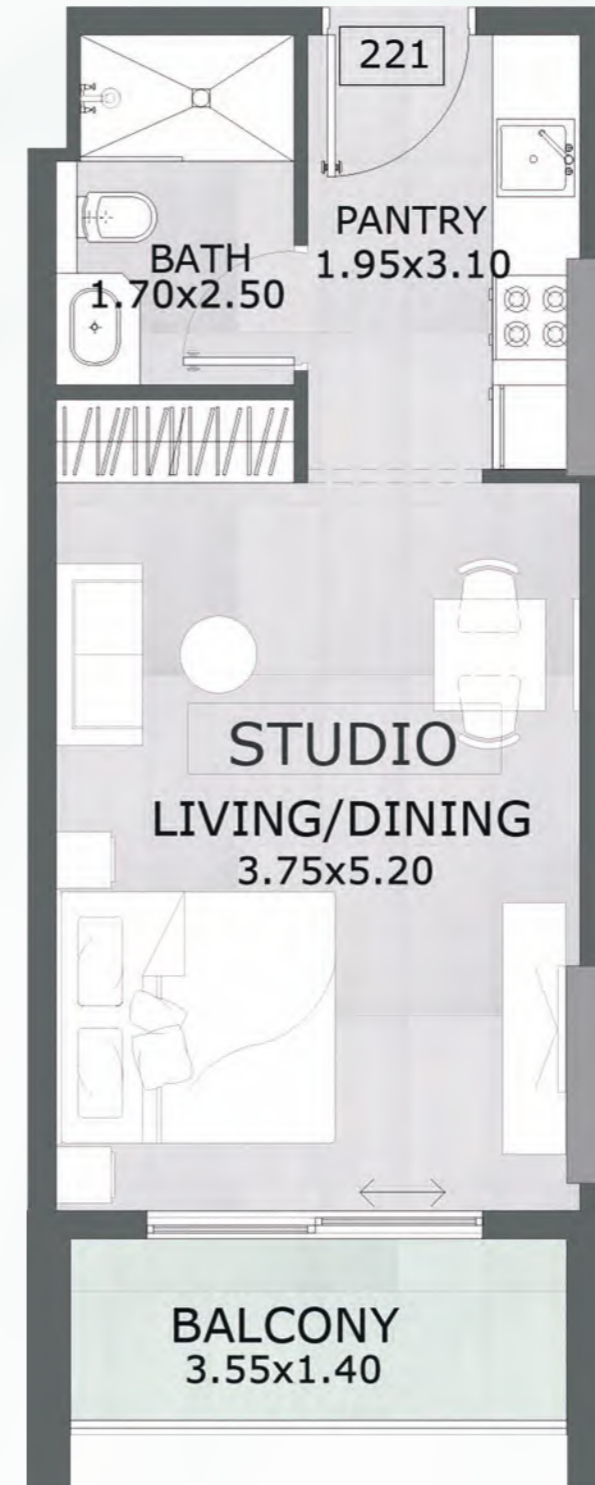 221
PANTRY
1.95x3.10
BATH
1.70x2.50
STUDIO
LIVING/DINING
3.75x5.20
BALCONY
3.55x1.40